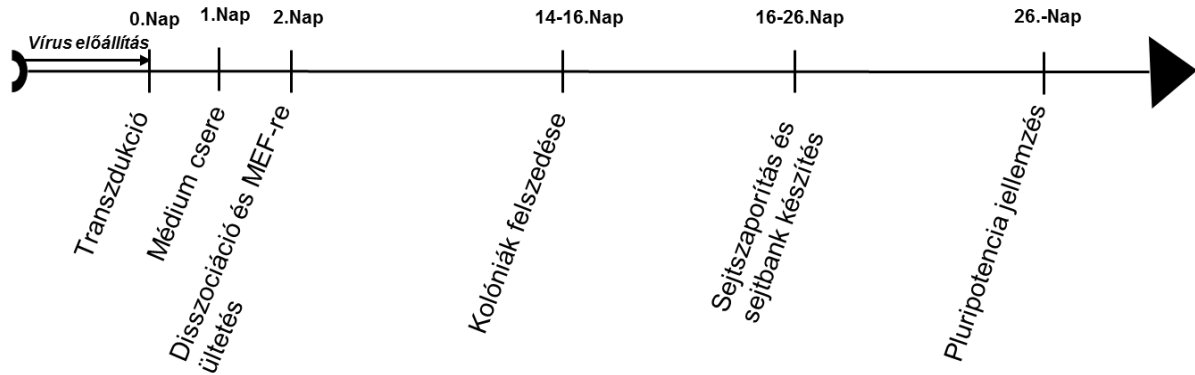 0.Nap
1.Nap
2.Nap
14-16.Nap
16-26.Nap
26.-Nap
Vírus előállítás
Transzdukció
Médium csere
Disszociáció és MEF-re
ültetés
Kolóniák felszedése
Sejtszaporítás és
sejtbank készítés
Pluripotencia jellemzés